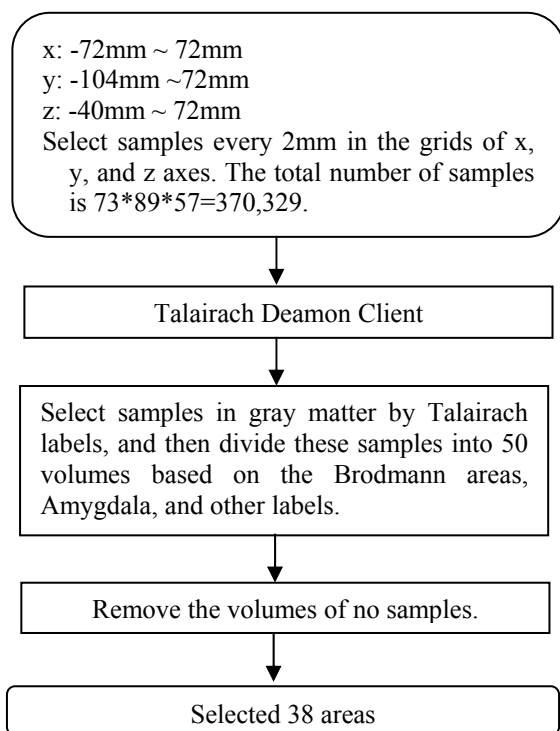 x: -72mm ~ 72mm
y: -104mm ~72mm
z: -40mm ~ 72mm
Select samples every 2mm in the grids of x,
y, and z axes. The total number of samples
is 73*89*57=370,329.
Talairach Deamon Client
Select samples in gray matter by Talairach
labels, and then divide these samples into 50
volumes based on the Brodmann areas,
Amygdala, and other labels.
Remove the volumes of no samples.
Selected 38 areas